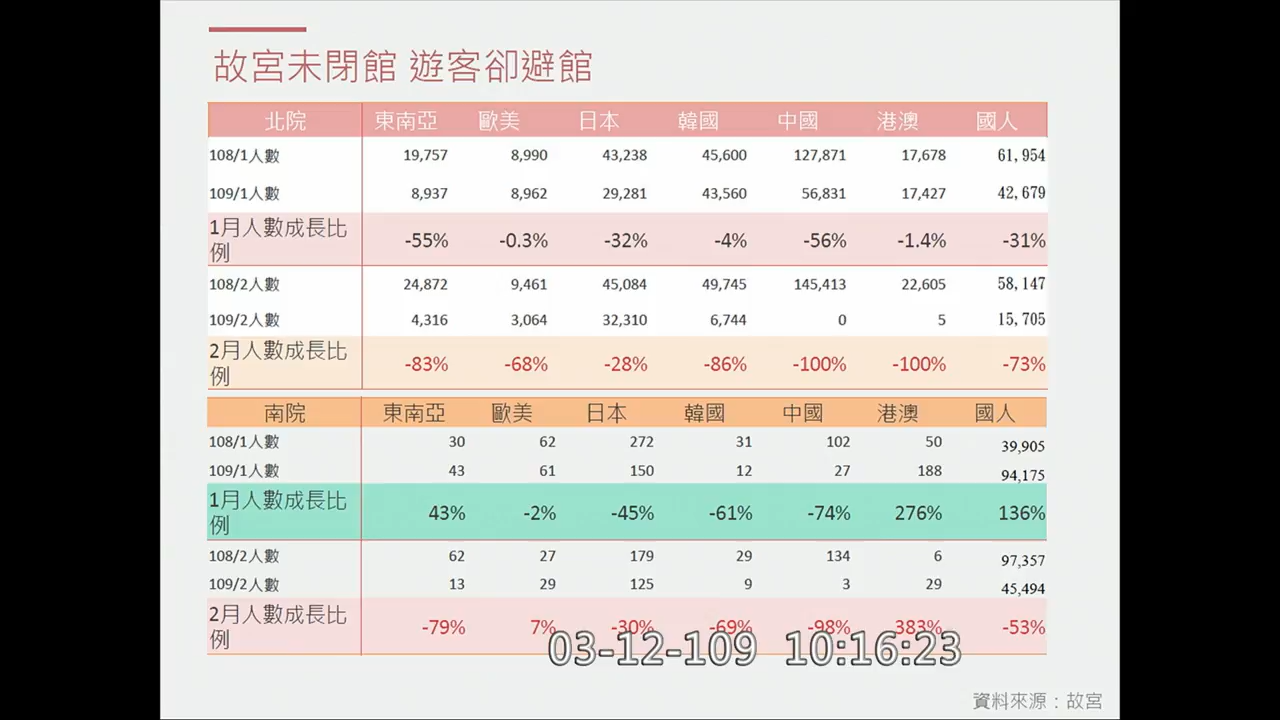 故宮未閉館 遊客卻避館
北院 東南亞 歐美 日本 韓國 中國 港澳 國人
108/1人數 19,757 8,990 43,238 45,600 127,871 17,678 61,954
109/1人數 8,937 8,962 29,281 43,560 56,831 17,427 42,679
1月人數成長比
例 -55% -0.3% -32% -4% -56% -1.4% -31%
108/2人數 24,872 9,461 45,084 49,745 145,413 22,605 58,147
109/2人數 4,316 3,064 32,310 6,744 0 5 15,705
2月人數成長比
例 -83% -68% -28% -86% -100% -100% -73%
南院 東南亞 歐美 日本 韓國 中國 港澳 國人
108/1人數 30 62 272 31 102 50 39,905
109/1人數 43 61 150 12 27 188 94,175
1月人數成長比
例 43% -2% -45% -61% -74% 276% 136%
108/2人數 62 27 179 29 134 6 97,357
109/2人數 13 29 125 9 3 29 45,494
2月人數成長比
例 -79% 7% -30% -69% -98% 383% -53%
03-12-109 10:16:23
資料來源：故宮